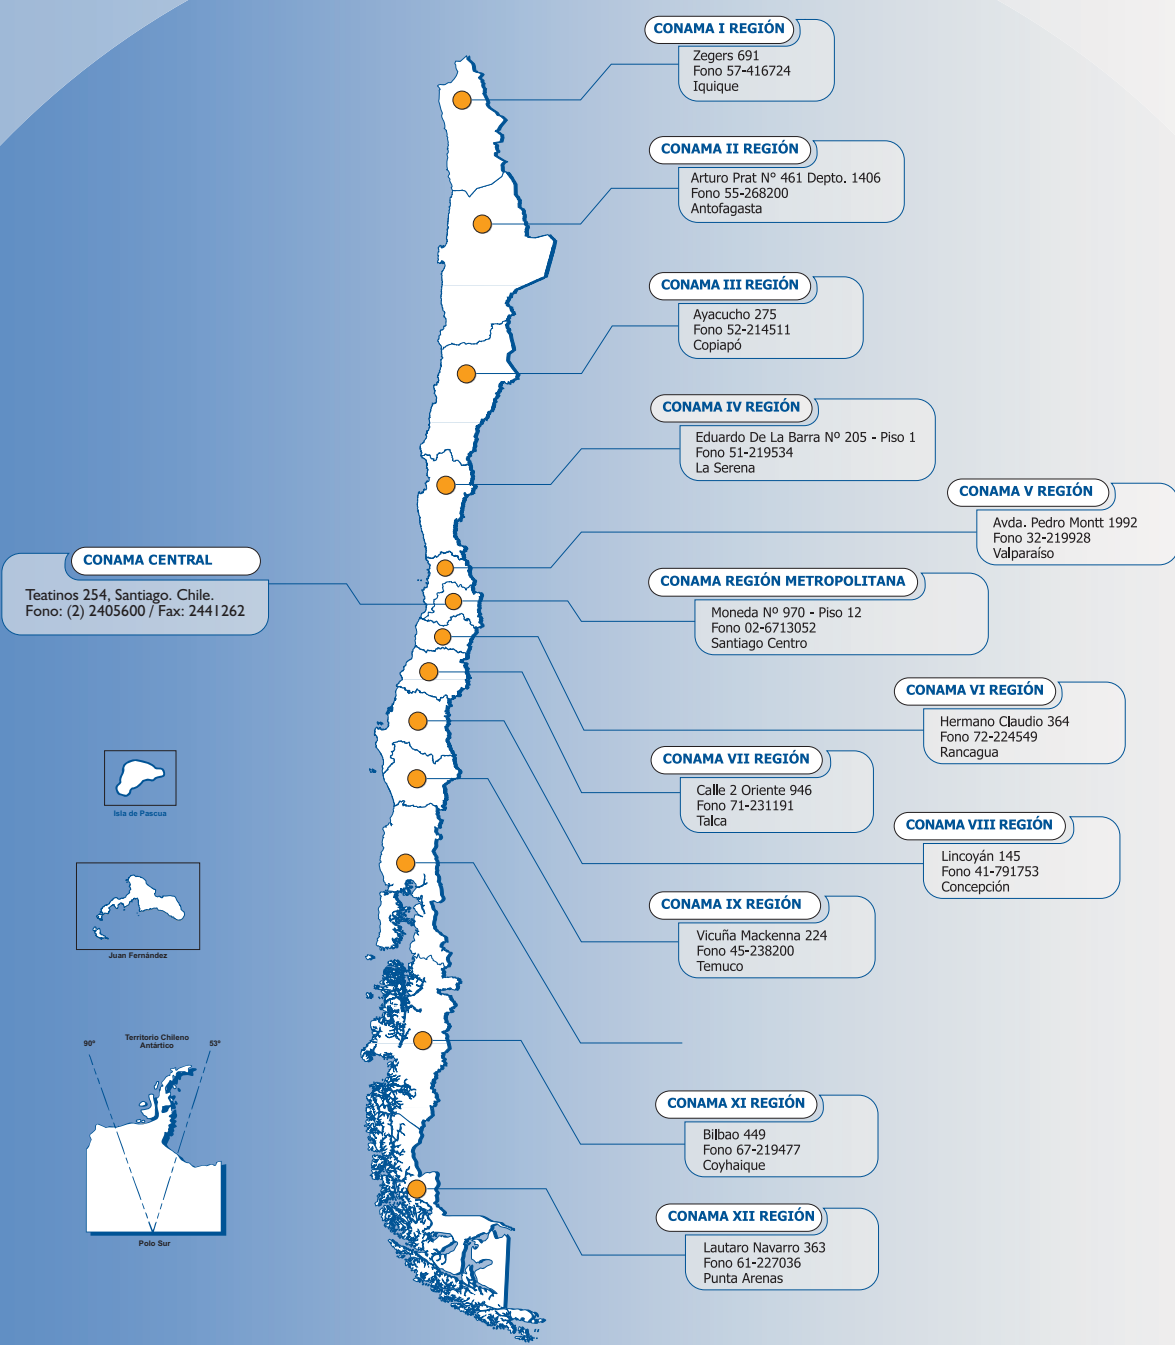 CONAMA I REGIÓN
Zegers 691
Fono 57-416724
Iquique
CONAMA II REGIÓN
Arturo Prat N° 461 Depto. 1406
Fono 55-268200
Antofagasta
CONAMA III REGIÓN
Ayacucho 275
Fono 52-214511
Copiapó
CONAMA IV REGIÓN
Eduardo De La Barra Nº 205 - Piso 1
Fono 51-219534
La Serena
CONAMA V REGIÓN
Avda. Pedro Montt 1992
Fono 32-219928
Valparaíso
CONAMA CENTRAL
Teatinos 254, Santiago. Chile.
Fono: (2) 2405600 / Fax: 2441262
CONAMA REGIÓN METROPOLITANA
Moneda Nº 970 - Piso 12
Fono 02-6713052
Santiago Centro
CONAMA VI REGIÓN
Hermano Claudio 364
Fono 72-224549
Rancagua
CONAMA VII REGIÓN
Calle 2 Oriente 946
Fono 71-231191
Talca
CONAMA VIII REGIÓN
Lincoyán 145
Fono 41-791753
Concepción
CONAMA IX REGIÓN
Vicuña Mackenna 224
Fono 45-238200
Temuco
CONAMA XI REGIÓN
Bilbao 449
Fono 67-219477
Coyhaique
CONAMA XII REGIÓN
Lautaro Navarro 363
Fono 61-227036
Punta Arenas
Isla de Pascua
Juan Fernández
Territorio Chileno
Antártico
90°
53°
Polo Sur